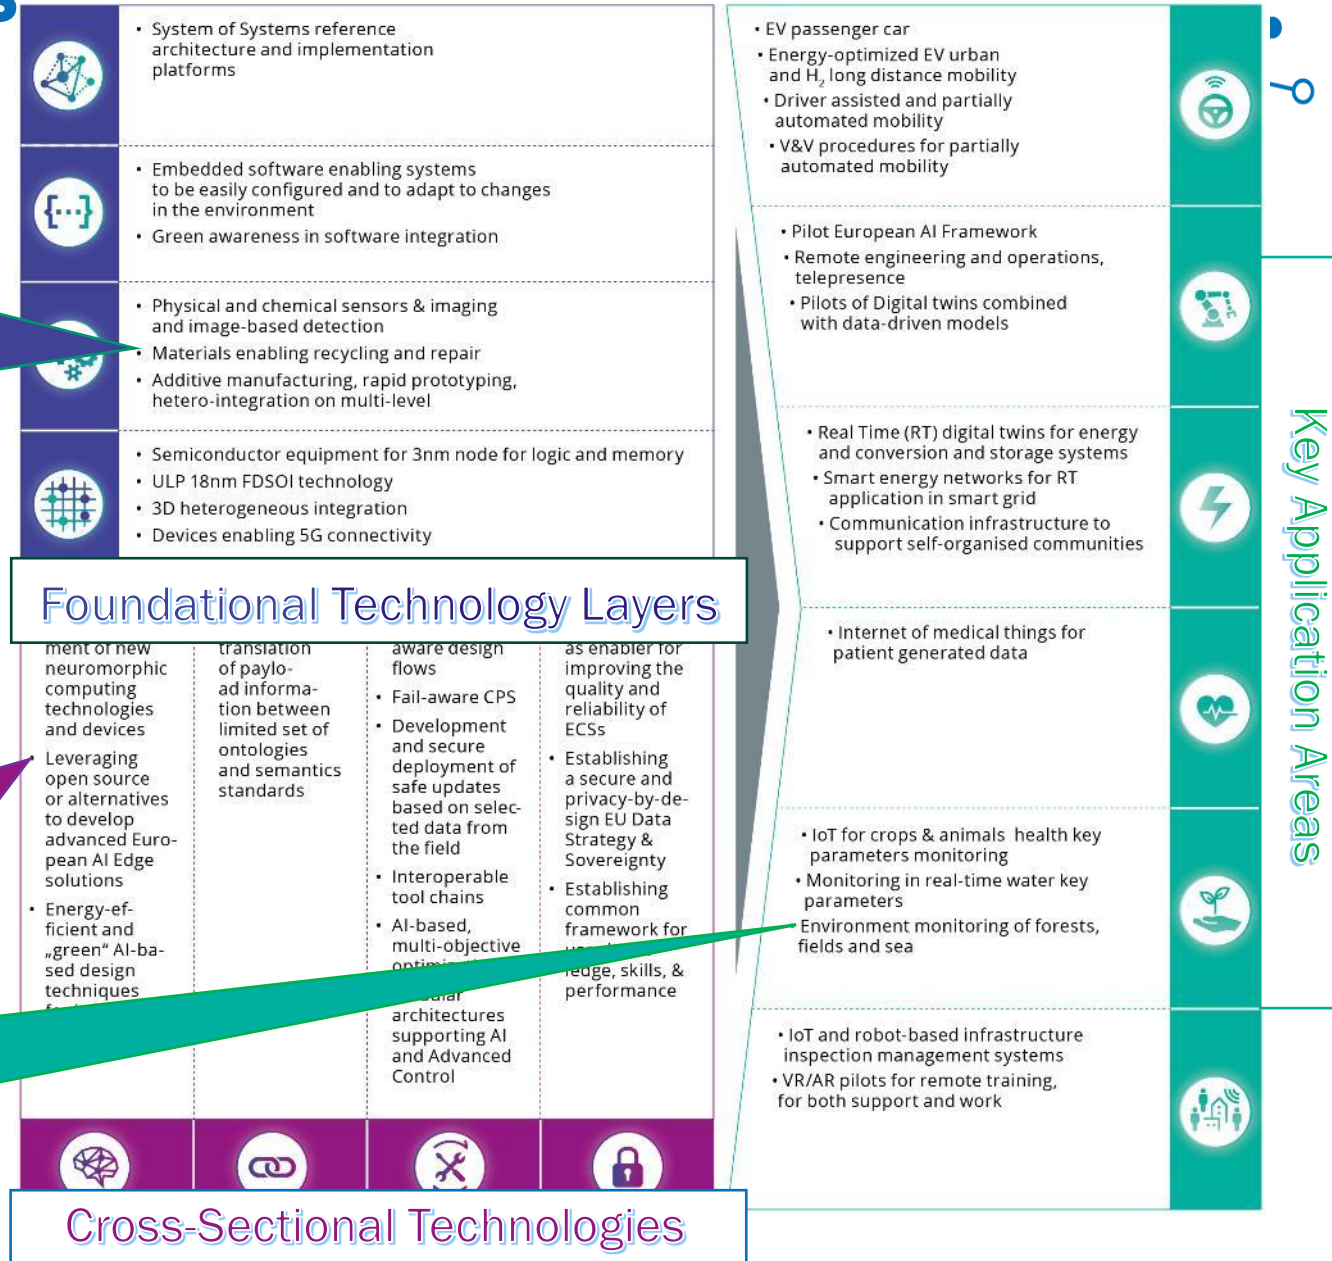 • System of Systems reference
architecture and implementation
platforms
• Embedded software enabling systems
to be easily configured and to adapt to changes
in the environment
• Green awareness in software integration
• Physical and chemical sensors & imaging
and image-based detection
• Materials enabling recycling and repair
• Additive manufacturing, rapid prototyping,
hetero-integration on multi-level
• Semiconductor equipment for 3nm node for logic and memory
• ULP 18nm FDSOI technology
• 3D heterogeneous integration
• Devices enabling 5G connectivity
Foundational Technology Layers
ment of new
neuromorphic
computing
technologies
and devices
• Leveraging
open source
or alternatives
to develop
advanced Euro-
pean AI Edge
solutions
• Energy-ef-
ficient and
„green“ AI-ba-
sed design
techniques
translation
of paylo-
ad informa-
tion between
limited set of
ontologies
and semantics
standards
aware design
flows
• Fail-aware CPS
• Development
and secure
deployment of
safe updates
based on selec-
ted data from
the field
• Interoperable
tool chains
• AI-based,
multi-objective
architectures
supporting AI
and Advanced
Control
as enabler for
improving the
quality and
reliability of
ECSs
• Establishing
a secure and
privacy-by-de-
sign EU Data
Strategy &
Sovereignty
• Establishing
common
framework for
ledge, skills, &
performance
Cross-Sectional Technologies
• EV passenger car
• Energy-optimized EV urban
and H2 long distance mobility
• Driver assisted and partially
automated mobility
• V&V procedures for partially
automated mobility
• Pilot European AI Framework
• Remote engineering and operations,
telepresence
• Pilots of Digital twins combined
with data-driven models
• Real Time (RT) digital twins for energy
and conversion and storage systems
• Smart energy networks for RT
application in smart grid
• Communication infrastructure to
support self-organised communities
• Internet of medical things for
patient generated data
• IoT for crops & animals health key
parameters monitoring
• Monitoring in real-time water key
parameters
Environment monitoring of forests,
fields and sea
• IoT and robot-based infrastructure
inspection management systems
• VR/AR pilots for remote training,
for both support and work
Key Application Areas